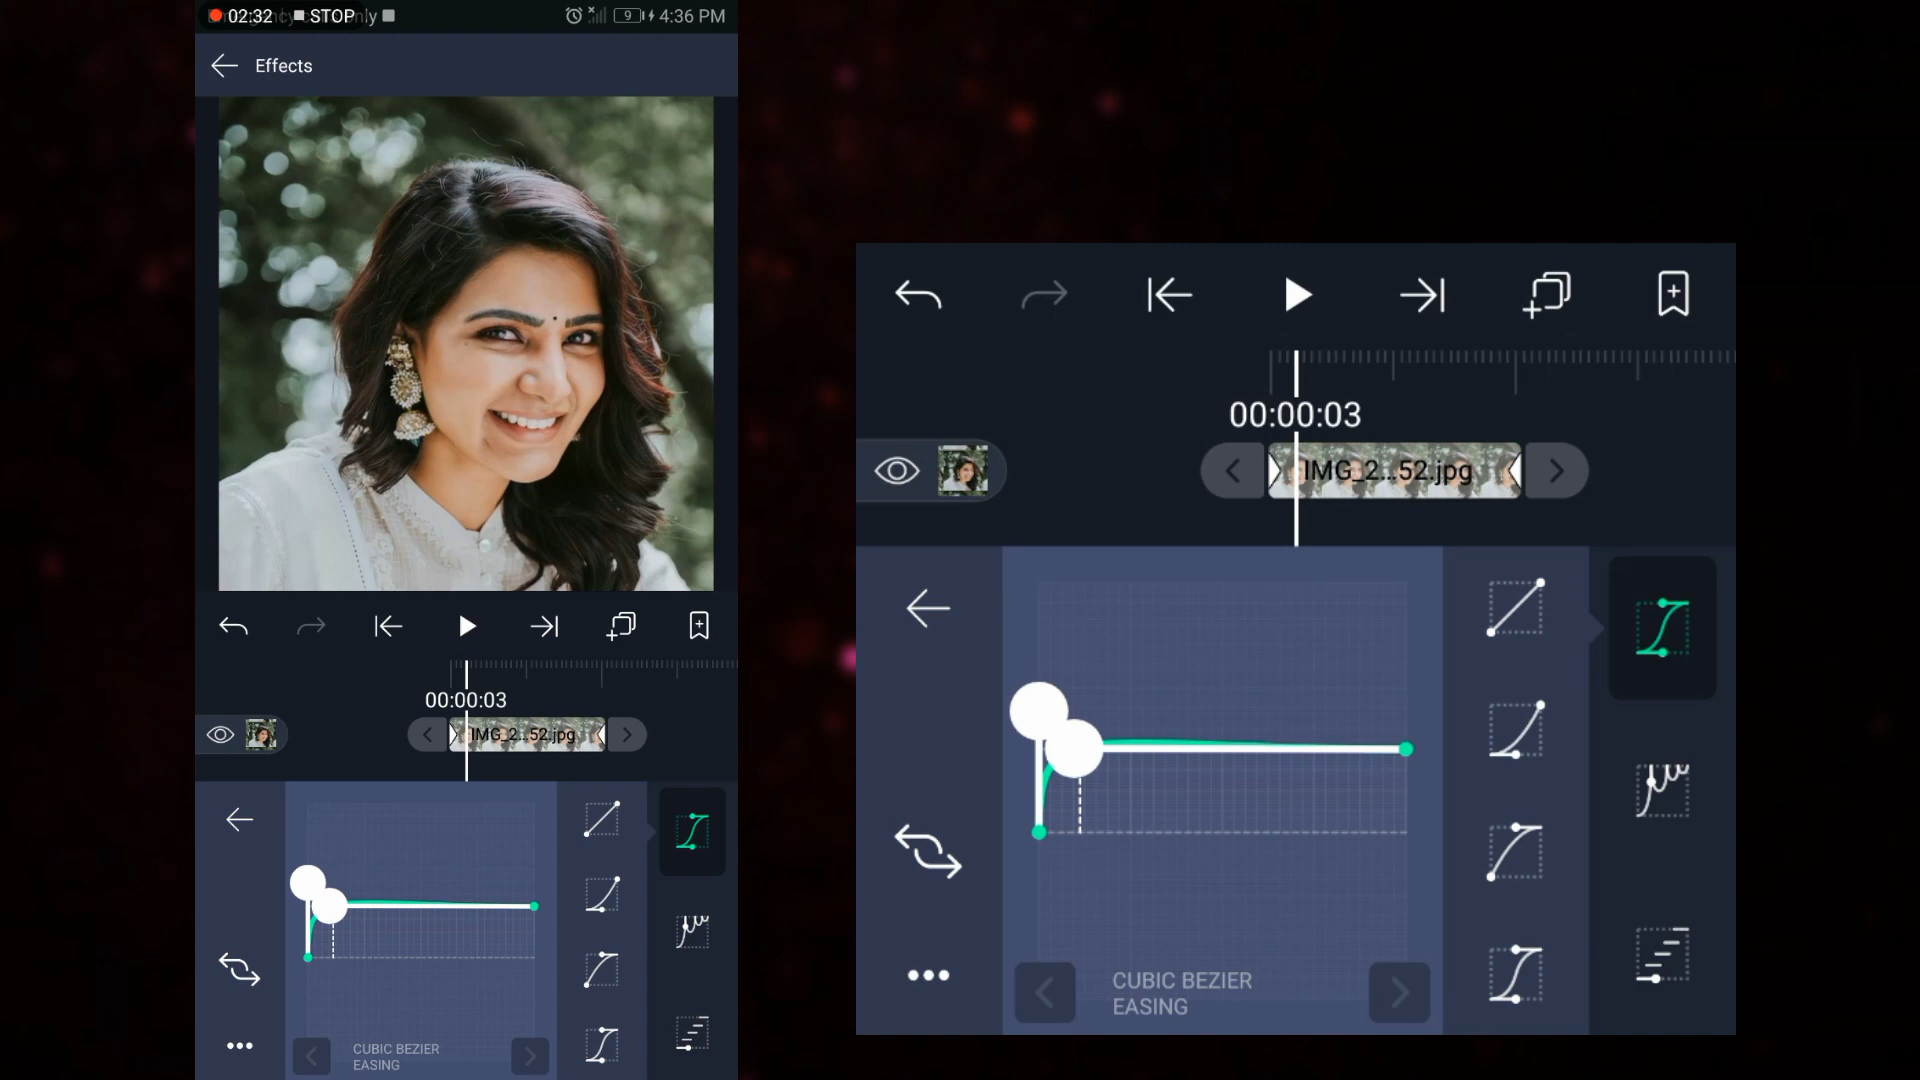 02:32 STOP
9 4:36 PM
Effects
00:00:03
IMG_2...52.jpg
CUBIC BEZIER
EASING
00:00:03
IMG_2...52.jpg
CUBIC BEZIER
EASING